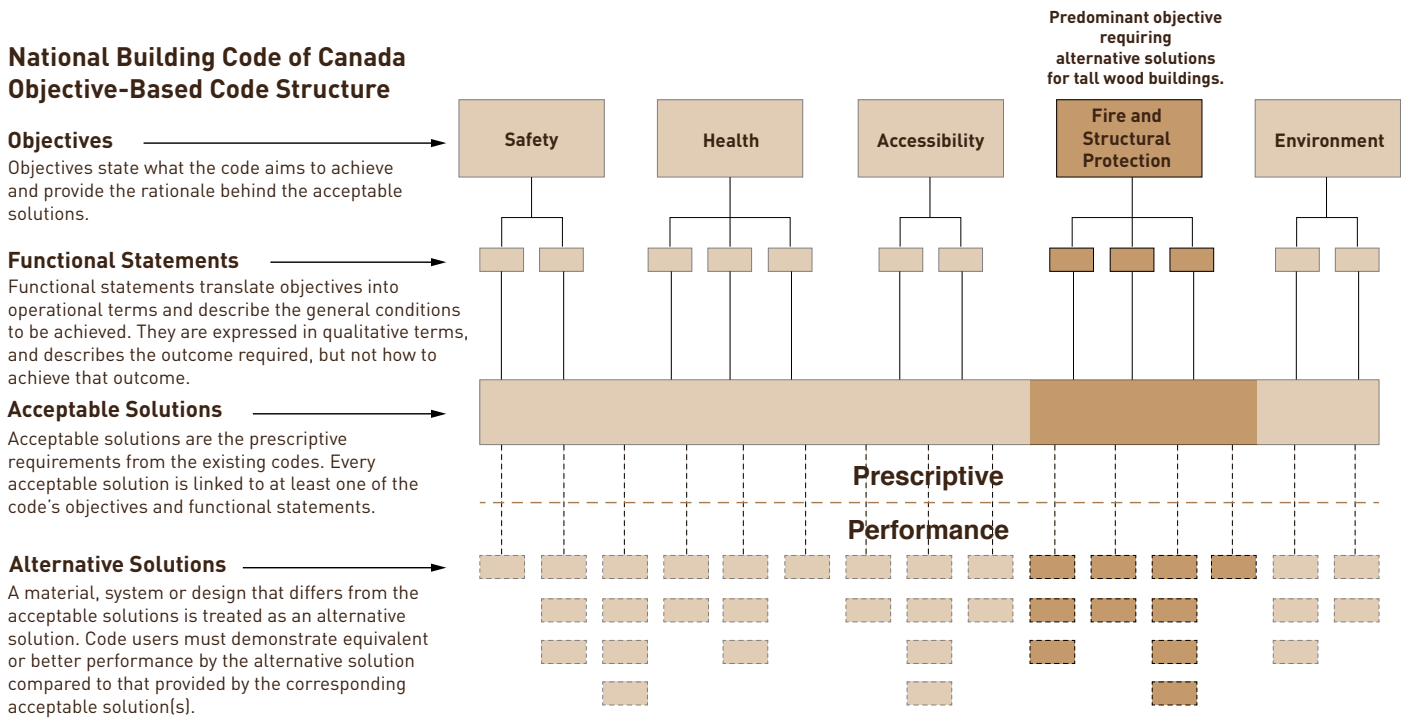 National Building Code of Canada
Objective-Based Code Structure
Predominant objective
requiring
alternative solutions
for tall wood buildings.
Objectives
Objectives state what the code aims to achieve
and provide the rationale behind the acceptable
solutions.
Safety
Health
Accessibility
Fire and
Structural
Protection
Environment
Functional Statements
Functional statements translate objectives into
operational terms and describe the general conditions
to be achieved. They are expressed in qualitative terms,
and describes the outcome required, but not how to
achieve that outcome.
Acceptable Solutions
Acceptable solutions are the prescriptive
requirements from the existing codes. Every
acceptable solution is linked to at least one of the
code's objectives and functional statements.
Prescriptive
Performance
Alternative Solutions
A material, system or design that differs from the
acceptable solutions is treated as an alternative
solution. Code users must demonstrate equivalent
or better performance by the alternative solution
compared to that provided by the corresponding
acceptable solution(s).